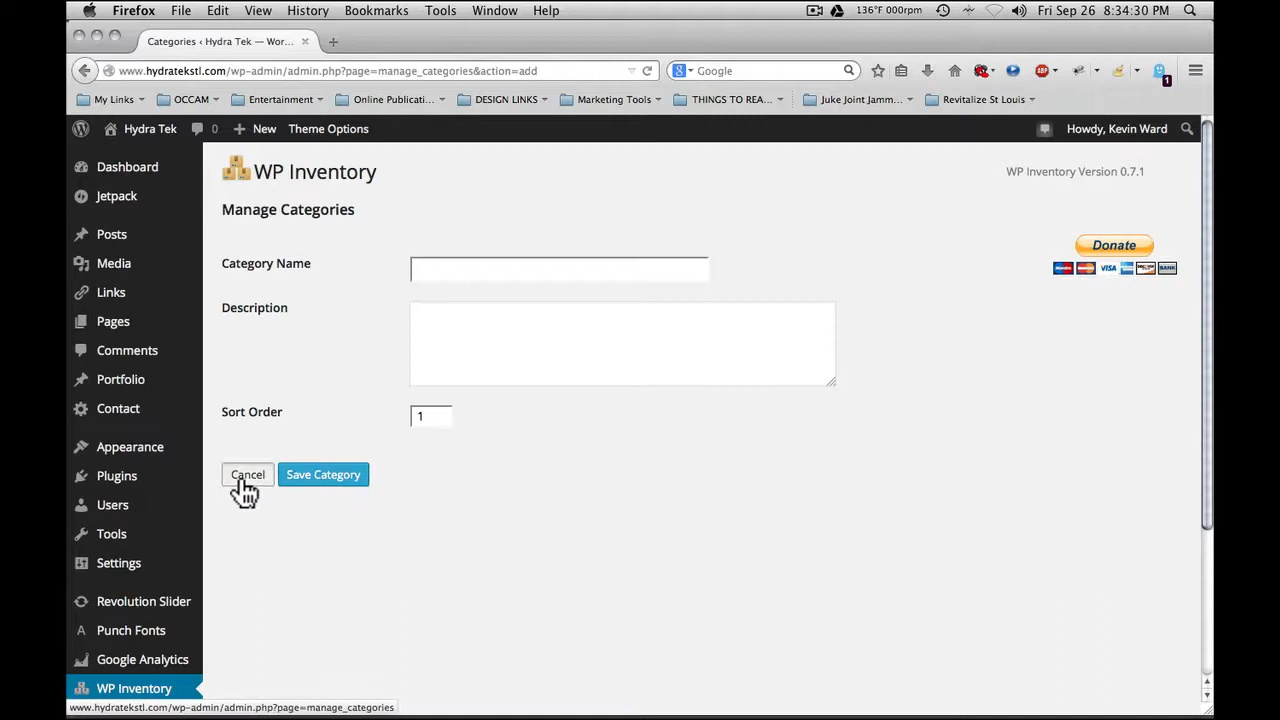 Firefox File Edit View History Bookmarks Tools Window Help 136°F 000rpm Fri Sep 26 8:34:30 PM
Categories ‹ Hydra Tek — Wor...
www.hydratekstl.com/wp-admin/admin.php?page=manage_categories&action=add Google 1
My Links OCCAM Entertainment Online Publicati... DESIGN LINKS Marketing Tools THINGS TO REA... Juke Joint Jamm... Revitalize St Louis
Hydra Tek 0 New Theme Options Howdy, Kevin Ward
Dashboard
Jetpack
Posts
Media
Links
Pages
Comments
Portfolio
Contact
Appearance
Plugins
Users
Tools
Settings
Revolution Slider
Punch Fonts
Google Analytics
WP Inventory
WP Inventory
WP Inventory Version 0.7.1
Manage Categories
Donate
VISA BANK
Category Name
Description
Sort Order 1
Cancel Save Category
www.hydratekstl.com/wp-admin/admin.php?page=manage_categories